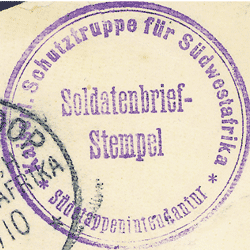 Schutztruppe für Südwestafrika
Soldatenbrief-
Stempel
* Südetappenintendantur *